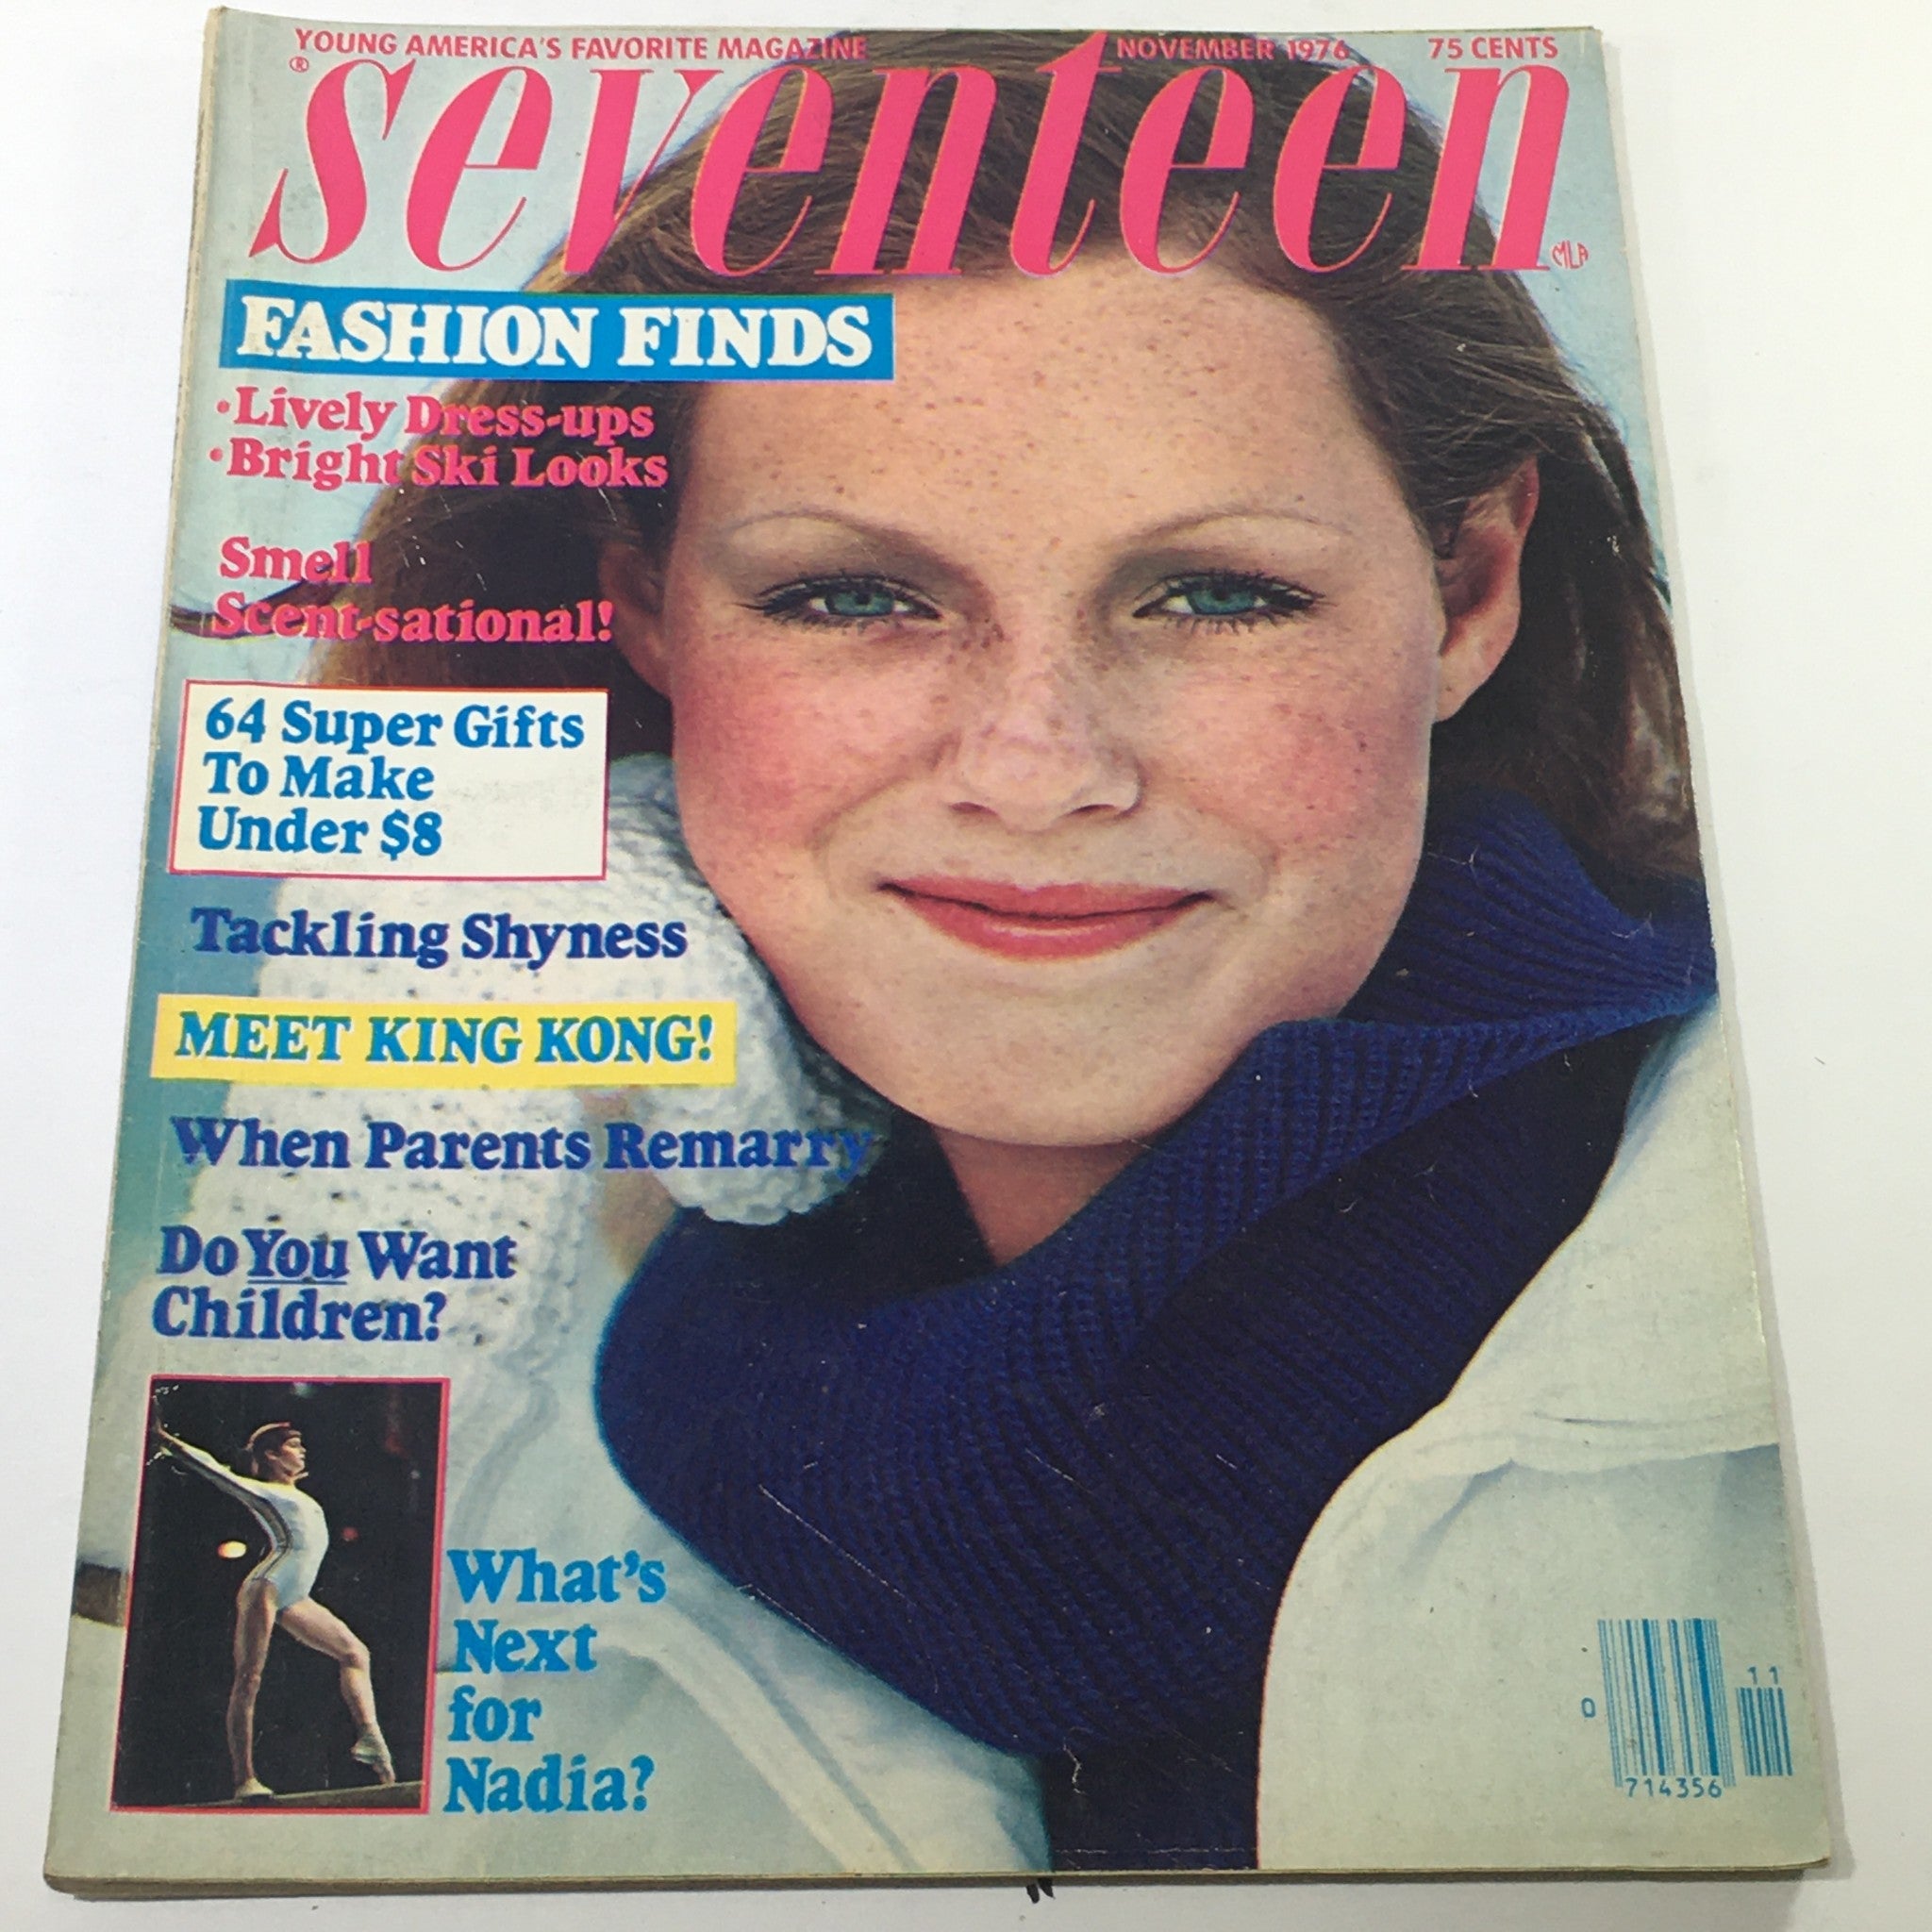 YOUNG AMERICA'S FAVORITE MAGAZINE NOVEMBER 1976 75 CENTS
®
seventeen
MLA
FASHION FINDS
•Lively Dress-ups
•Bright Ski Looks
Smell
Scent-sational!
64 Super Gifts
To Make
Under $8
Tackling Shyness
MEET KING KONG!
When Parents Remarry
Do You Want
Children?
What's
Next
for
Nadia?
11
0
714356